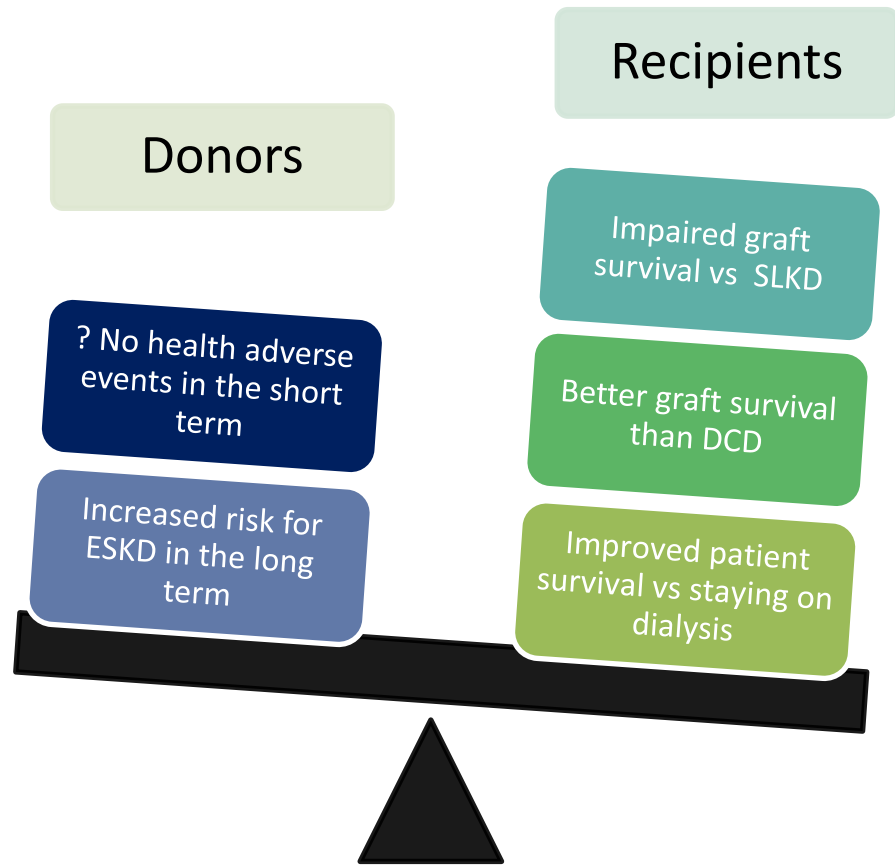 Donors
? No health adverse
events in the short
term
Increased risk for
ESKD in the long
term
Recipients
Impaired graft
survival vs  SLKD
Better graft survival
than DCD
Improved patient
survival vs staying on
dialysis